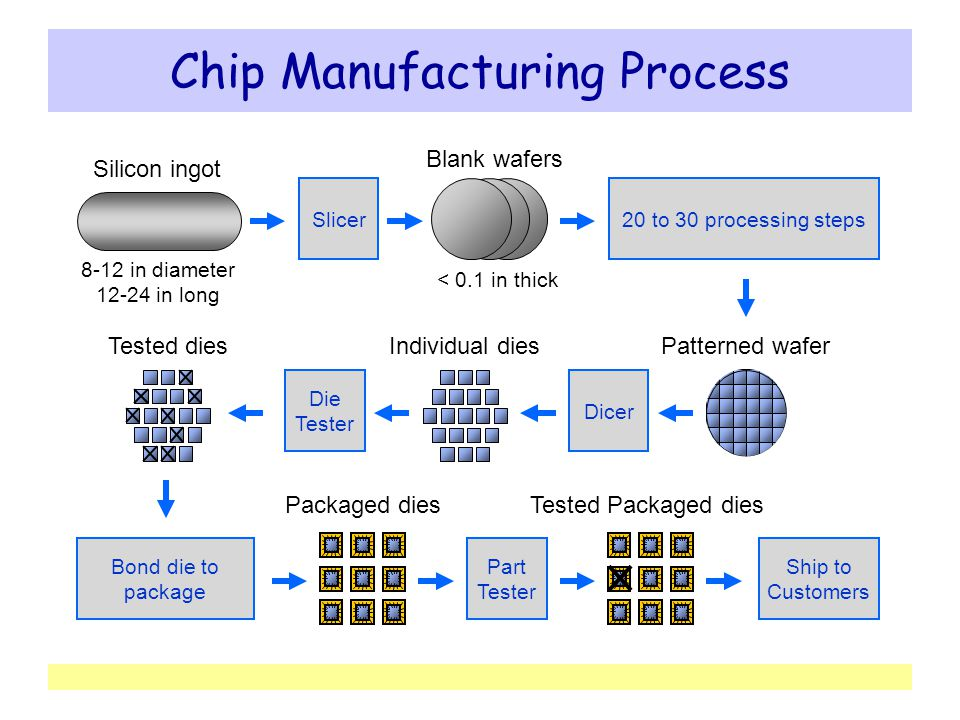 Chip Manufacturing Process
Silicon ingot
Blank wafers
Slicer
20 to 30 processing steps
8-12 in diameter
12-24 in long
< 0.1 in thick
Tested dies
Individual dies
Patterned wafer
Die
Tester
Dicer
Packaged dies
Tested Packaged dies
Bond die to
package
Part
Tester
Ship to
Customers